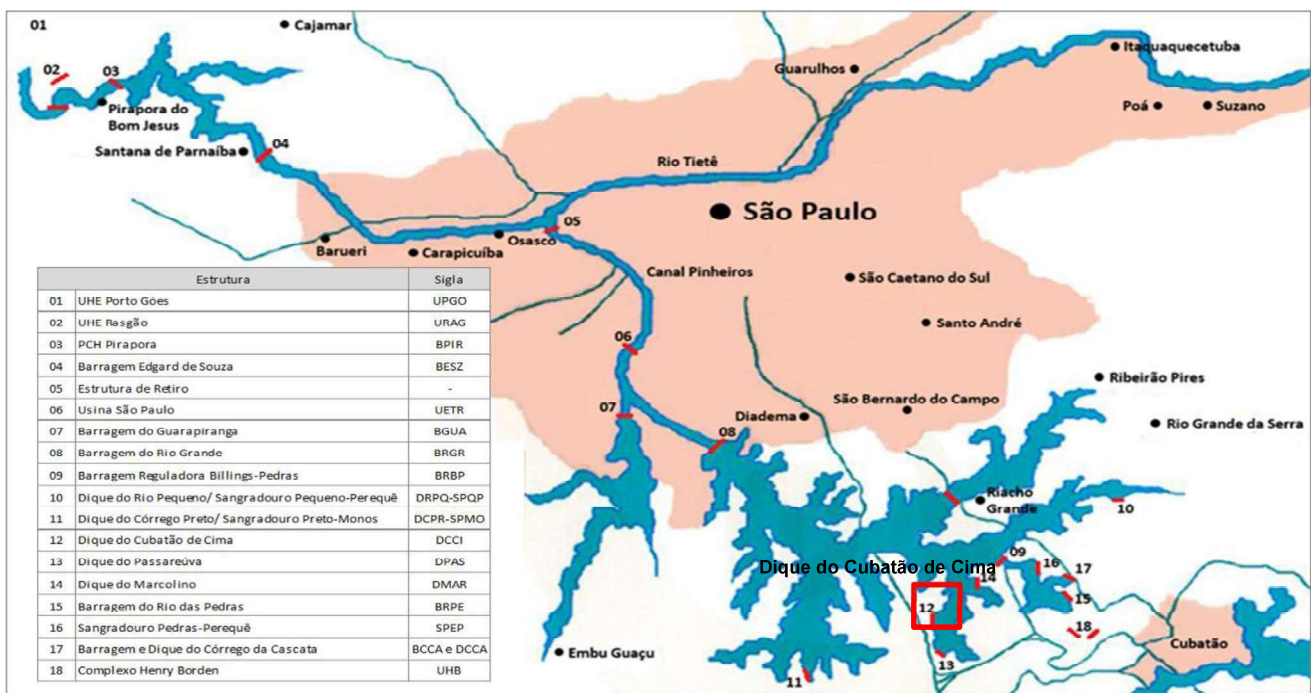 01
Cajamar
02
03
Pirapora do
Bom Jesus
Santana de Parnaíba
04
Guarulhos
Itaquaquecetuba
Poá
Suzano
Rio Tietê
São Paulo
05
Barueri
Carapicuíba
Osasco
Canal Pinheiros
São Caetano do Sul
Santo André
06
Ribeirão Pires
07
Diadema
São Bernardo do Campo
Rio Grande da Serra
08
Riacho
Grande
10
09
Dique do Cubatão de Cima
16
17
14
15
12
18
Cubatão
13
Embu Guaçu
11
Estrutura Sigla
01 UHE Porto Góes UPGO
02 UHE Rasgão URAG
03 PCH Pirapora BPIR
04 Barragem Edgard de Souza BESZ
05 Estrutura de Retiro -
06 Usina São Paulo UETR
07 Barragem do Guarapiranga BGUA
08 Barragem do Rio Grande BRGR
09 Barragem Reguladora Billings-Pedras BRBP
10 Dique do Rio Pequeno/ Sangradouro Pequeno-Perequê DRPQ-SPQP
11 Dique do Córrego Preto/ Sangradouro Preto-Monos DCPR-SPMO
12 Dique do Cubatão de Cima DCCI
13 Dique do Passareúva DPAS
14 Dique do Marcolino DMAR
15 Barragem do Rio das Pedras BRPE
16 Sangradouro Pedras-Perequê SPEP
17 Barragem e Dique do Córrego da Cascata BCCA e DCCA
18 Complexo Henry Borden UHB